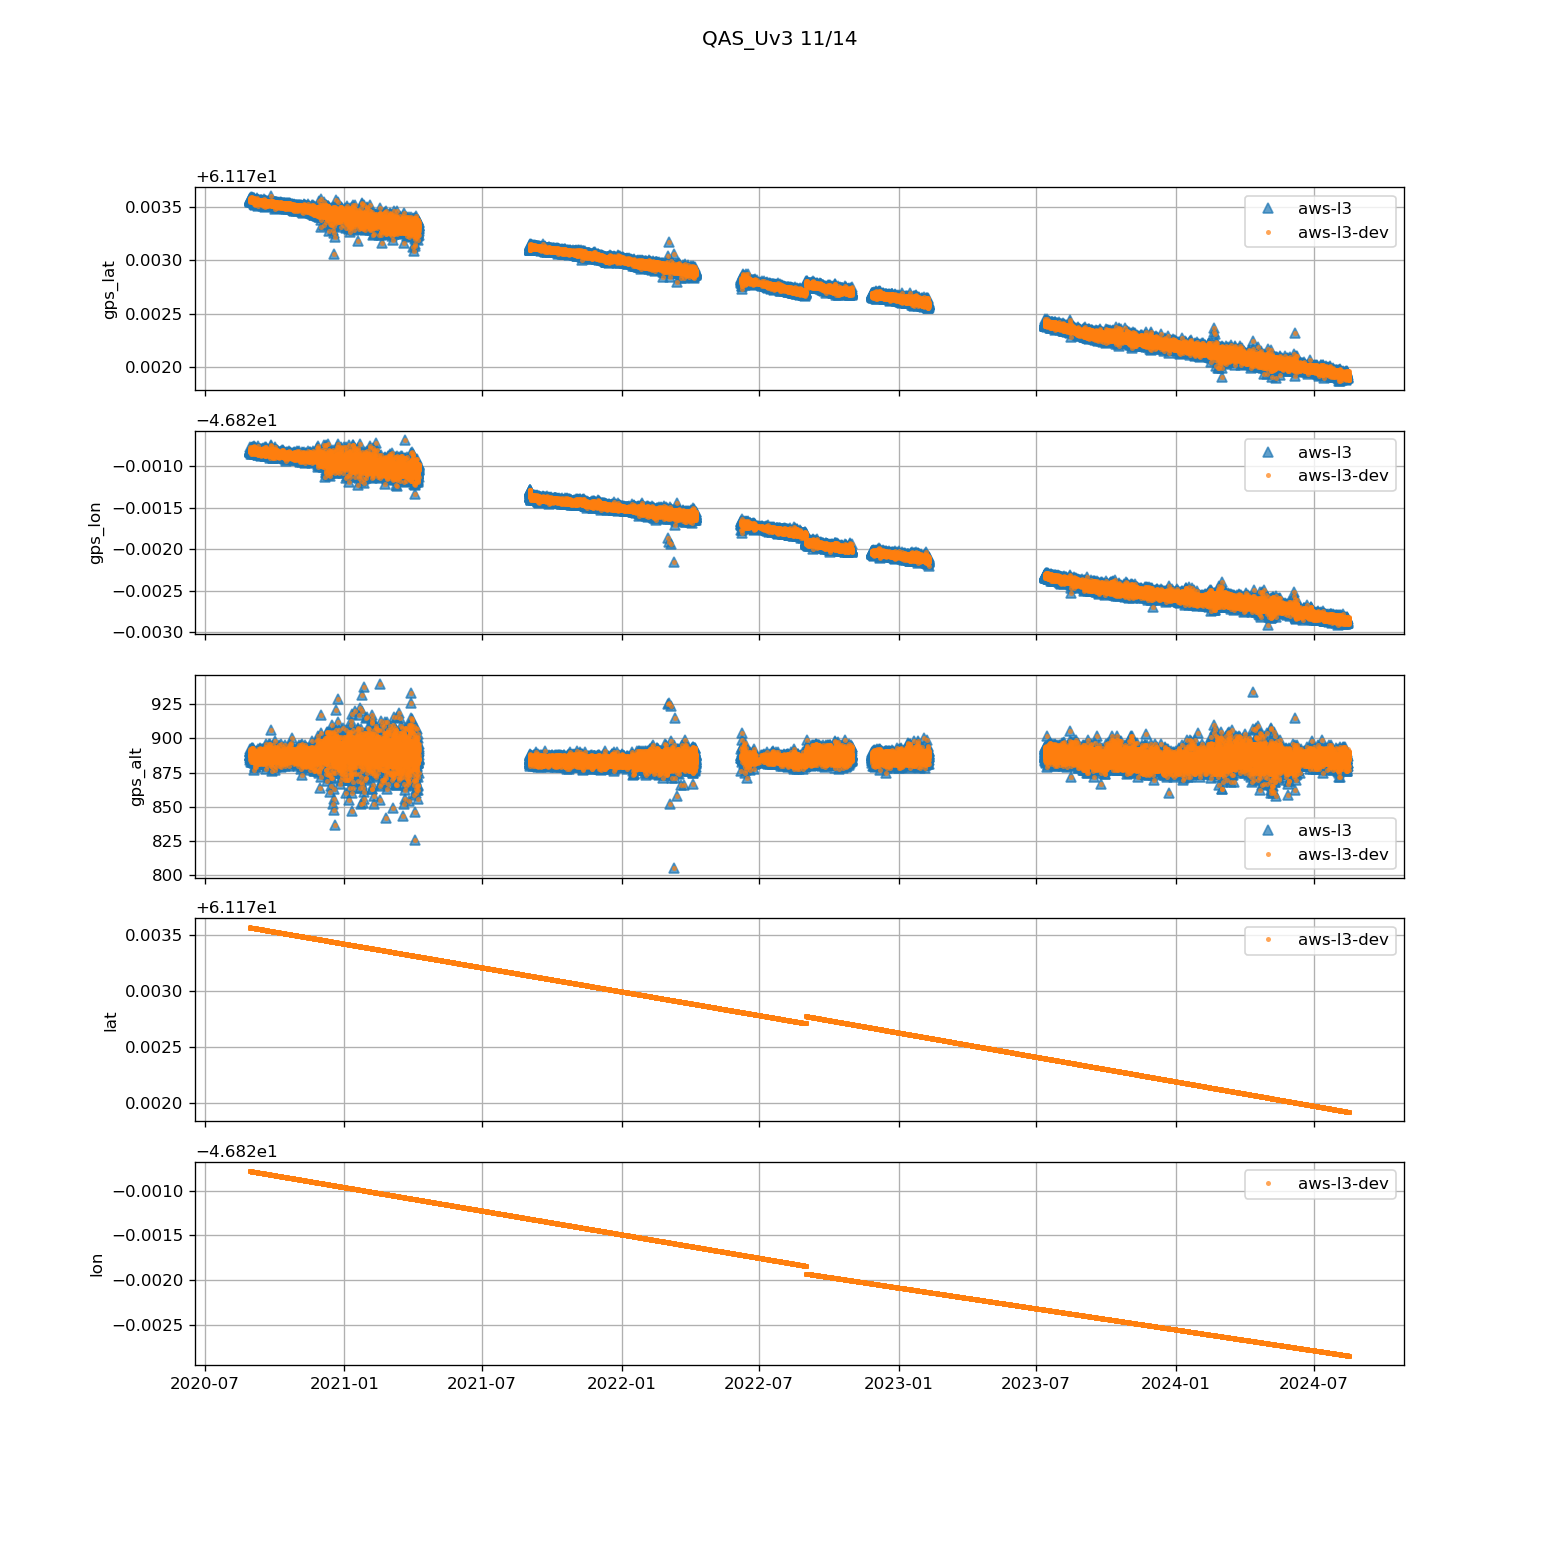 QAS_Uv3 11/14
+6.117e1
0.0035
0.0030
0.0025
0.0020
gps_lat
aws-l3
aws-l3-dev
−4.682e1
−0.0010
−0.0015
−0.0020
−0.0025
−0.0030
gps_lon
aws-l3
aws-l3-dev
925
900
875
850
825
800
gps_alt
aws-l3
aws-l3-dev
+6.117e1
0.0035
0.0030
0.0025
0.0020
lat
aws-l3-dev
−4.682e1
−0.0010
−0.0015
−0.0020
−0.0025
lon
aws-l3-dev
2020-07 2021-01 2021-07 2022-01 2022-07 2023-01 2023-07 2024-01 2024-07